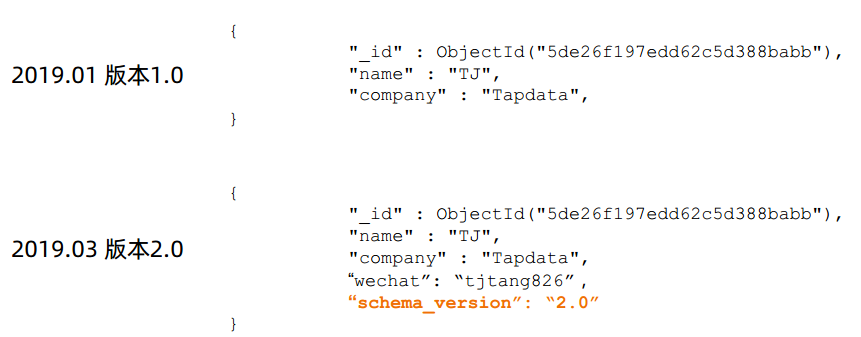 {
"_id" : ObjectId("5de26f197edd62c5d388babb"),
2019.01 版本1.0
"name" : "TJ",
"company" : "Tapdata",
}
{
"_id" : ObjectId("5de26f197edd62c5d388babb"),
"name" : "TJ",
2019.03 版本2.0
"company" : "Tapdata",
“wechat”: “tjtang826” ,
“schema_version”: “2.0”
}